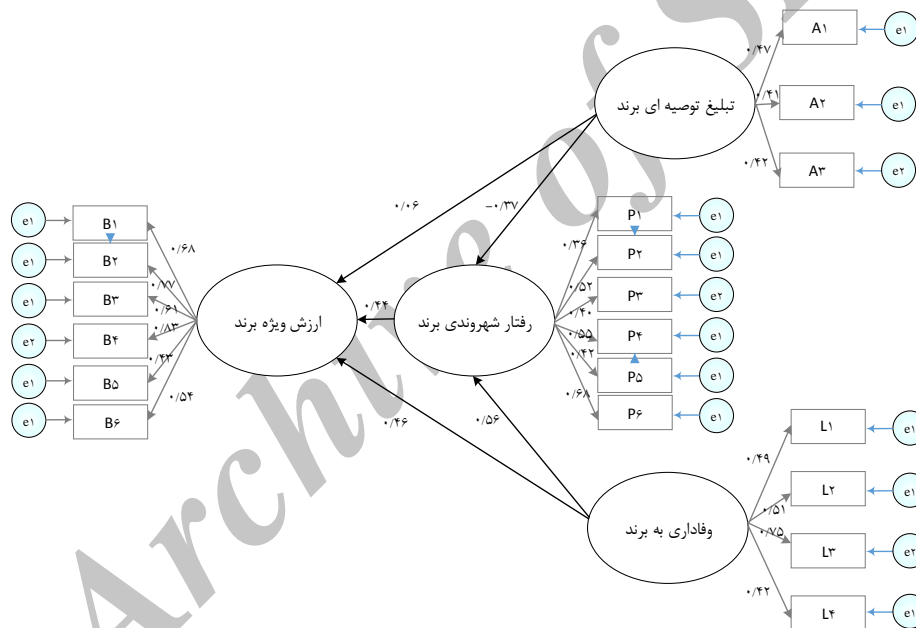 A۱
e۱
۰/۴۷
تبلیغ توصیه ای برند
۰/۴۱
A۲
e۱
۰/۴۲
A۳
e۲
۰/۰۶
-۰/۳۷
P۱
e۱
۰/۳۶
P۲
e۱
۰/۵۲
P۳
e۲
۰/۴۰
P۴
e۱
۰/۵۵
۰/۴۲
P۵
e۱
۰/۶۸
P۶
e۱
e۱
B۱
۰/۶۸
e۱
B۲
۰/۷۷
e۱
B۳
۰/۶۱
e۲
B۴
۰/۸۳
e۱
B۵
۰/۴۳
e۱
B۶
۰/۵۴
ارزش ویژه برند
۰/۴۴
رفتار شهروندی برند
۰/۴۶
۰/۵۶
وفاداری به برند
L۱
e۱
۰/۴۹
L۲
e۱
۰/۵۱
L۳
e۲
۰/۷۵
L۴
e۱
۰/۴۲
Archive of S